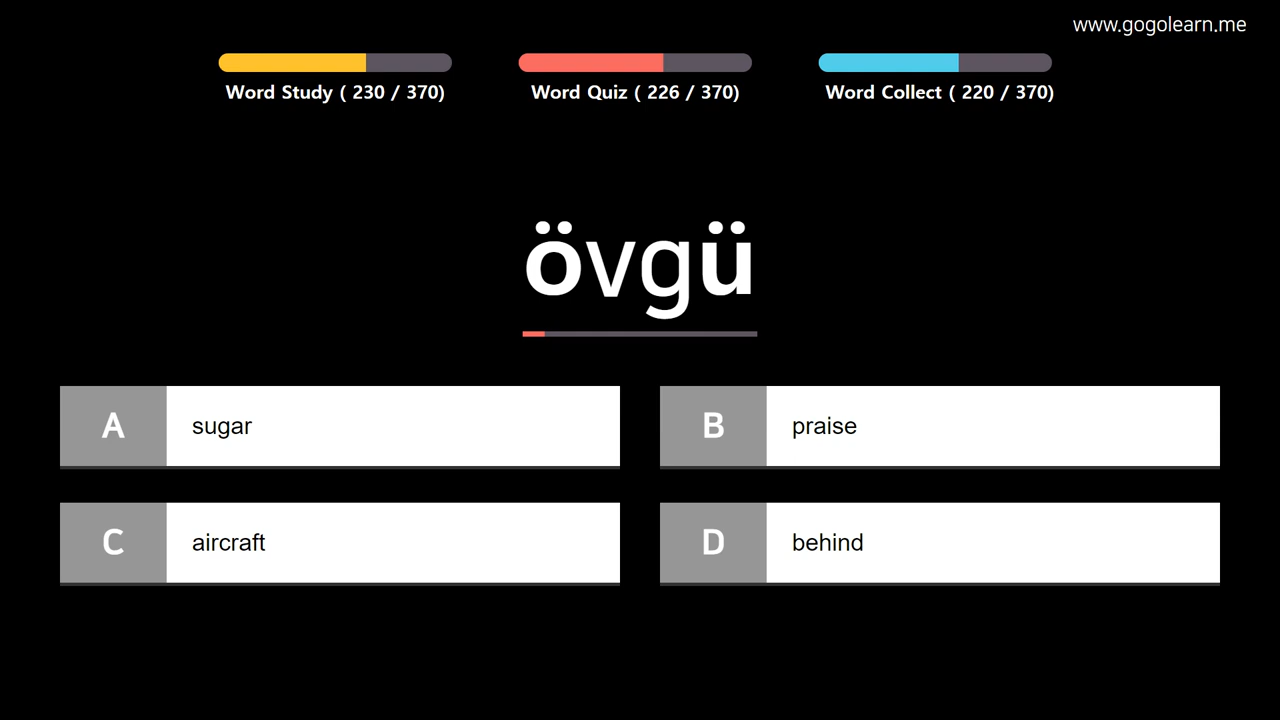 www.gogolearn.me
Word Study ( 230 / 370)
Word Quiz ( 226 / 370)
Word Collect ( 220 / 370)
övgü
A sugar
B praise
C aircraft
D behind